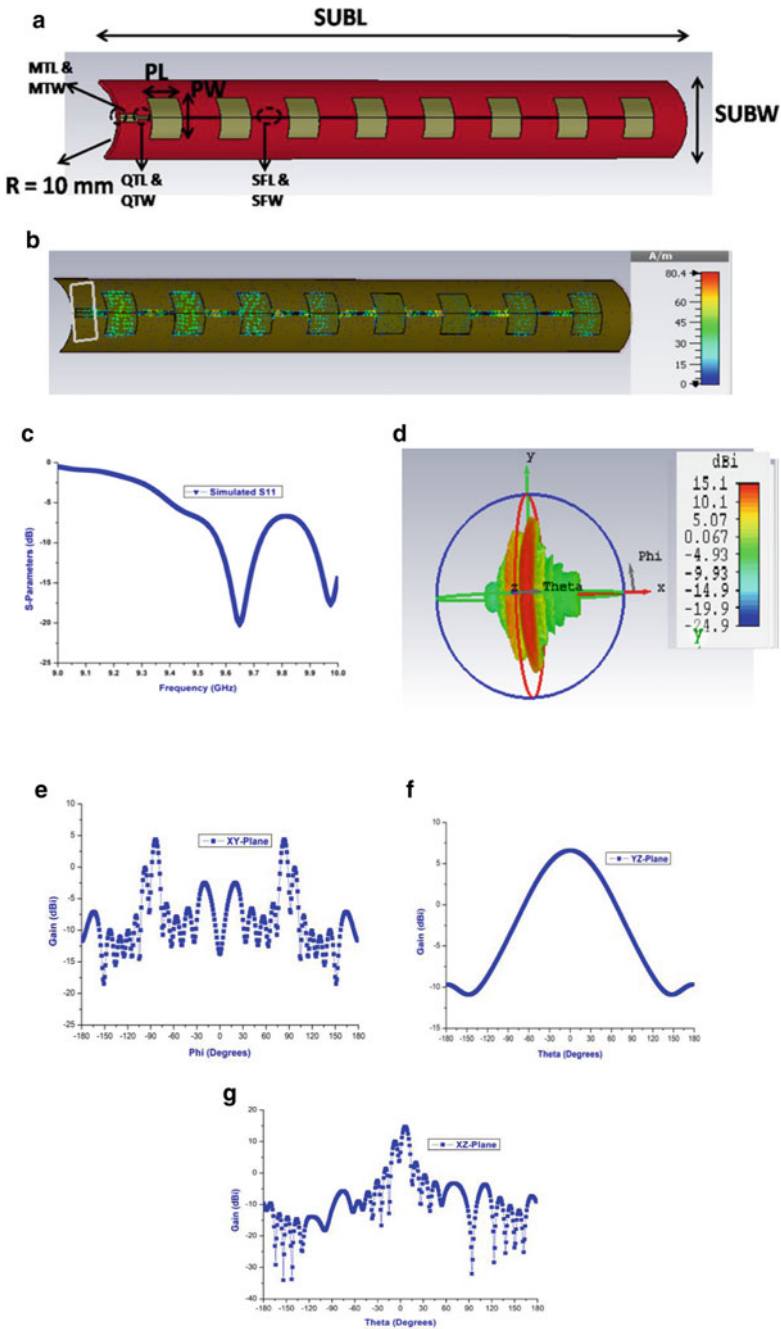 a
SUBL
MTL &
MTW
PL
PW
SUBW
R = 10 mm
QTL &
QTW
SFL &
SFW
b
A/m
80.4
60
45
30
15
0
c
S-Parameters (dB)
0
-5
-10
-15
-20
-25
Simulated S11
9.0 9.1 9.2 9.3 9.4 9.5 9.6 9.7 9.8 9.9 10.0
Frequency (GHz)
d
y
Phi
z
Theta
x
dBi
15.1
10.1
5.07
0.067
-4.93
-9.93
-14.9
-19.9
-24.9
Y
e
Gain (dBi)
10
5
0
-5
-10
-15
-20
-25
XY-Plane
-180 -150 -120 -90 -60 -30 0 30 60 90 120 150 180
Phi (Degrees)
f
Gain (dBi)
10
5
0
-5
-10
-15
YZ-Plane
-180 -150 -120 -90 -60 -30 0 30 60 90 120 150 180
Theta (Degrees)
g
Gain (dBi)
20
10
0
-10
-20
-30
-40
XZ-Plane
-180 -150 -120 -90 -60 -30 0 30 60 90 120 150 180
Theta (Degrees)